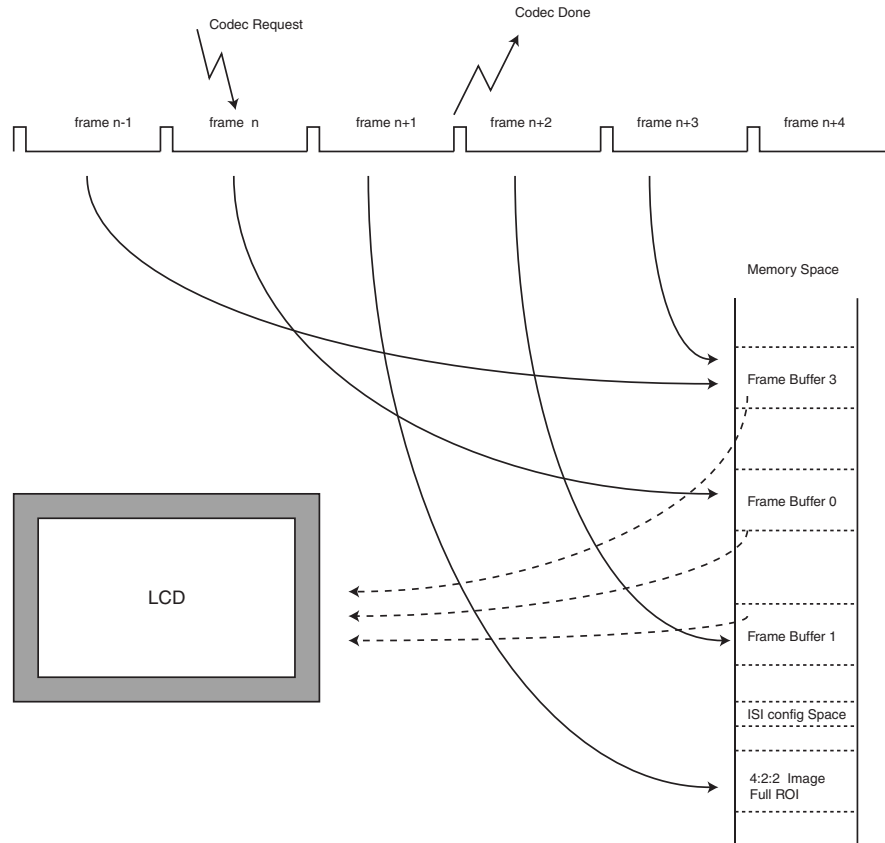 Codec Request
Codec Done
frame n-1
frame n
frame n+1
frame n+2
frame n+3
frame n+4
Memory Space
Frame Buffer 3
Frame Buffer 0
LCD
Frame Buffer 1
ISI config Space
4:2:2 Image
Full ROI